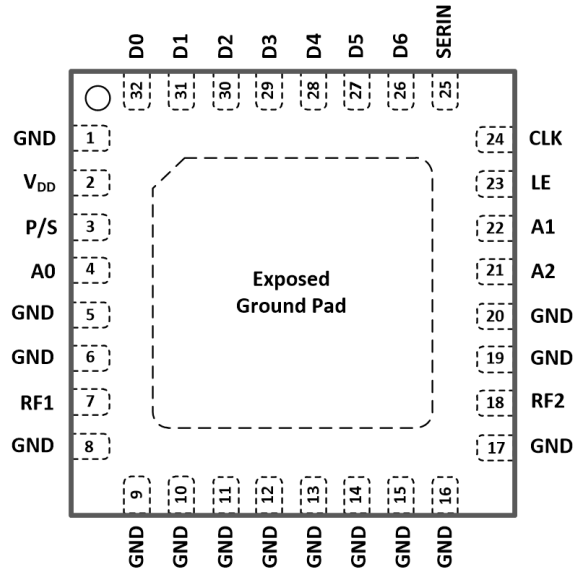 D0 D1 D2 D3 D4 D5 D6 SERIN
32 31 30 29 28 27 26 25
GND 1 24 CLK
VDD 2 23 LE
P/S 3 22 A1
A0 4 21 A2
GND 5 20 GND
GND 6 19 GND
RF1 7 18 RF2
GND 8 17 GND
Exposed
Ground Pad
9 10 11 12 13 14 15 16
GND GND GND GND GND GND GND GND